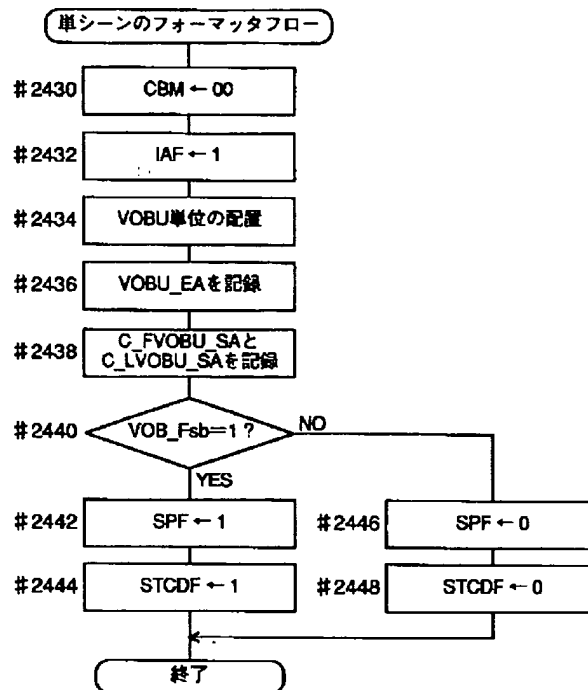 単シーンのフォーマッタフロー
#2430
CBM ← 00
#2432
IAF ← 1
#2434
VOBU単位の配置
#2436
VOBU_EAを記録
#2438
C_FVOBU_SAと
C_LVOBU_SAを記録
#2440
VOB_Fsb=1?
NO
YES
#2442
SPF ← 1
#2446
SPF ← 0
#2444
STCDF ← 1
#2448
STCDF ← 0
終了